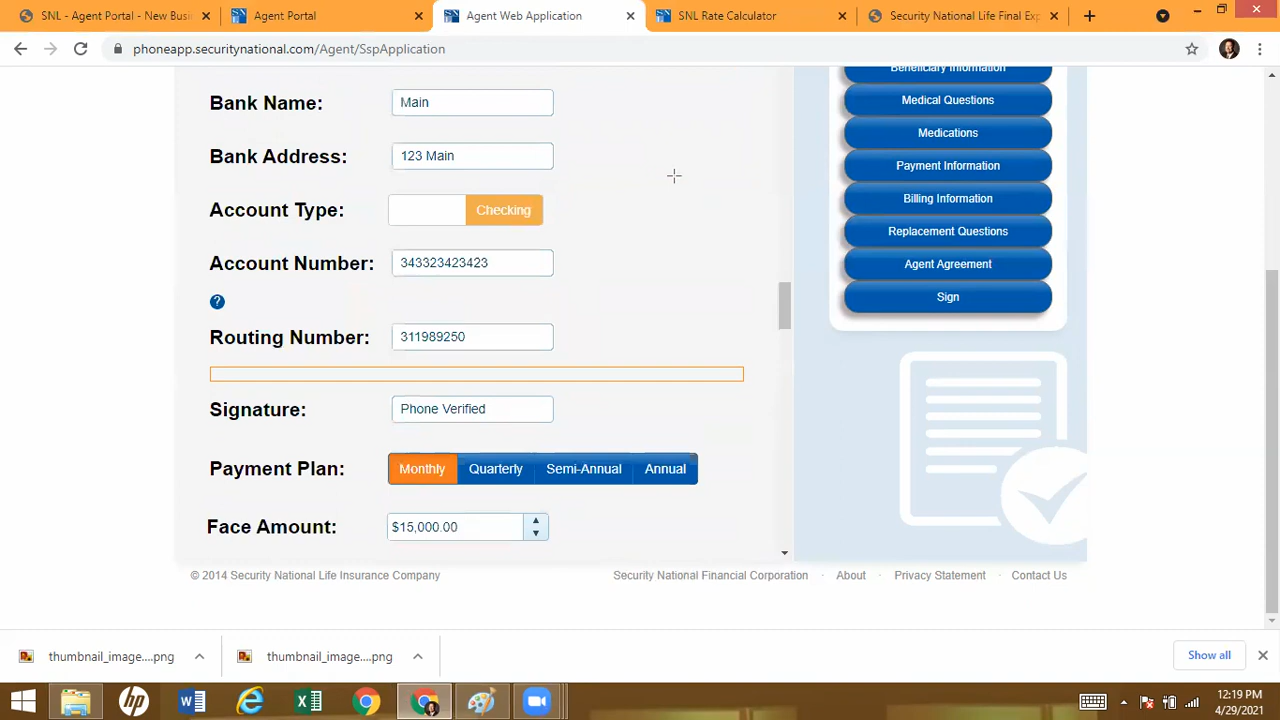 SNL - Agent Portal - New Busi
Agent Portal
Agent Web Application
SNL Rate Calculator
Security National Life Final Exp
phoneapp.securitynational.com/Agent/SspApplication
Bank Name:
Main
Bank Address:
123 Main
Account Type:
Checking
Account Number:
343323423423
?
Routing Number:
311989250
Signature:
Phone Verified
Payment Plan:
Monthly Quarterly Semi-Annual Annual
Face Amount:
$15,000.00
Beneficiary Information
Medical Questions
Medications
Payment Information
Billing Information
Replacement Questions
Agent Agreement
Sign
© 2014 Security National Life Insurance Company
Security National Financial Corporation · About · Privacy Statement · Contact Us
thumbnail_image....png
thumbnail_image....png
Show all
12:19 PM
4/29/2021